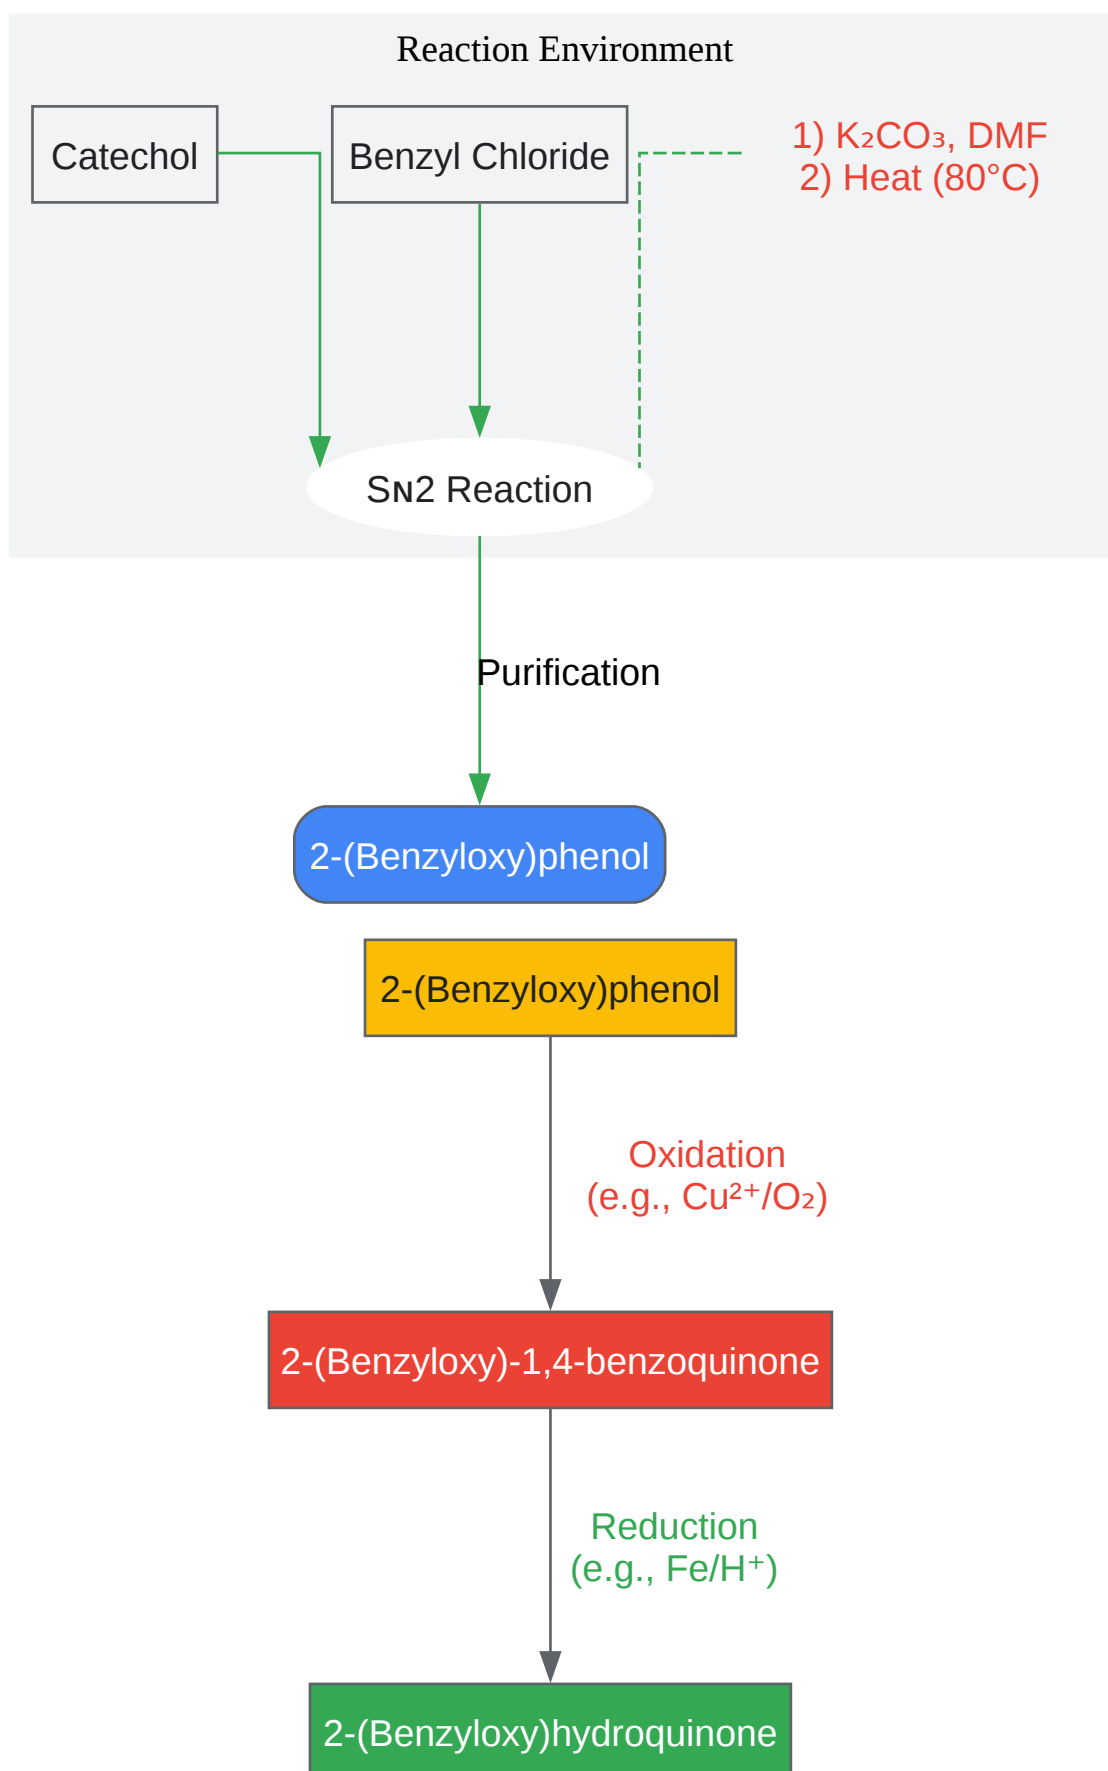 Reaction Environment
Catechol
Benzyl Chloride
1) K₂CO₃, DMF
2) Heat (80°C)
Sɴ2 Reaction
Purification
2-(Benzyloxy)phenol
2-(Benzyloxy)phenol
Oxidation
(e.g., Cu²⁺/O₂)
2-(Benzyloxy)-1,4-benzoquinone
Reduction
(e.g., Fe/H⁺)
2-(Benzyloxy)hydroquinone